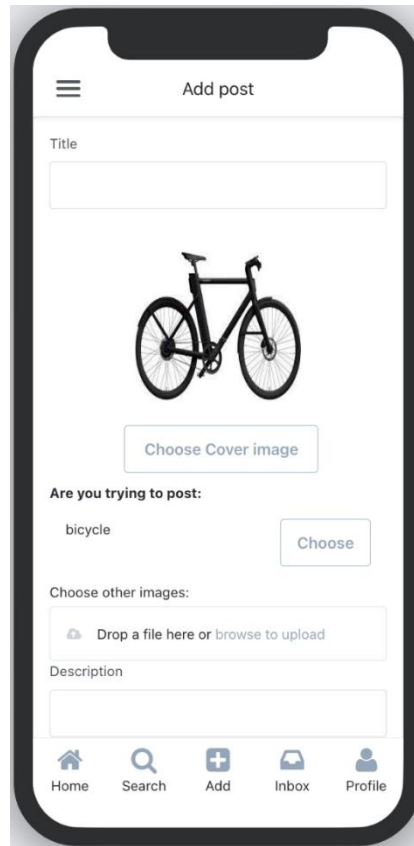 Add post
Title
Choose Cover image
Are you trying to post:
bicycle
Choose
Choose other images:
Drop a file here or browse to upload
Description
Home Search Add Inbox Profile